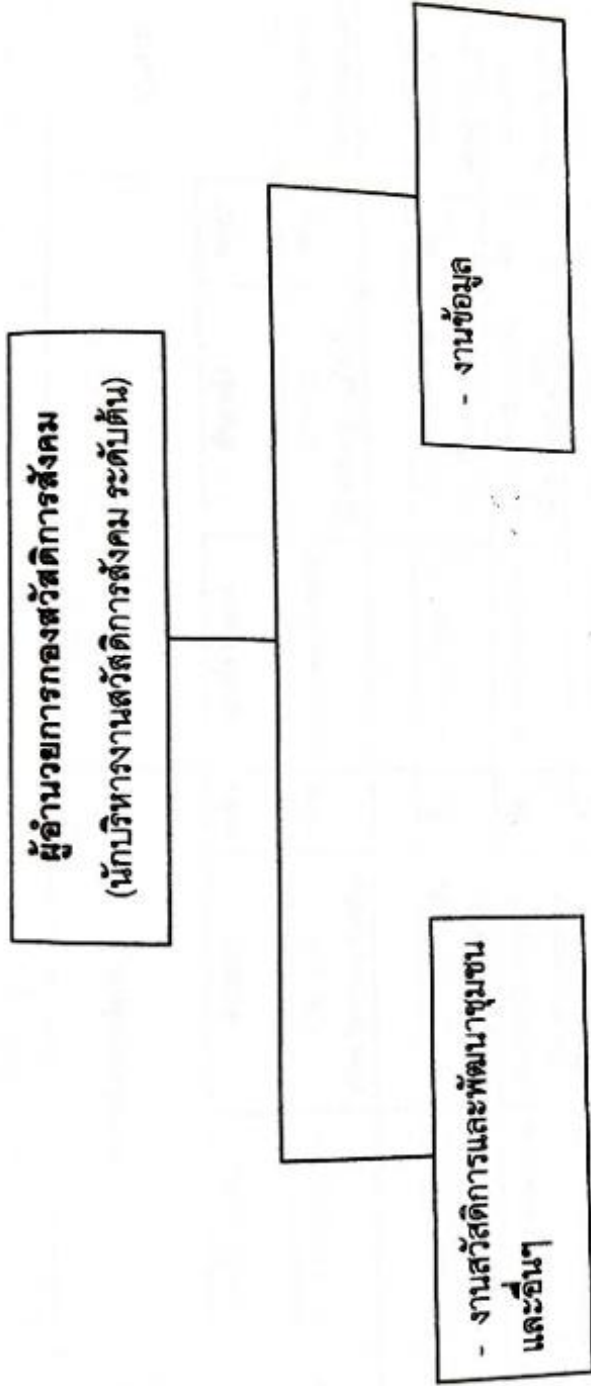 ผู้อำนวยการกองสวัสดิการสังคม
(นักบริหารงานสวัสดิการสังคม ระดับต้น)
- งานสวัสดิการและพัฒนาชุมชน
และอื่นๆ
- งานข้อมูล